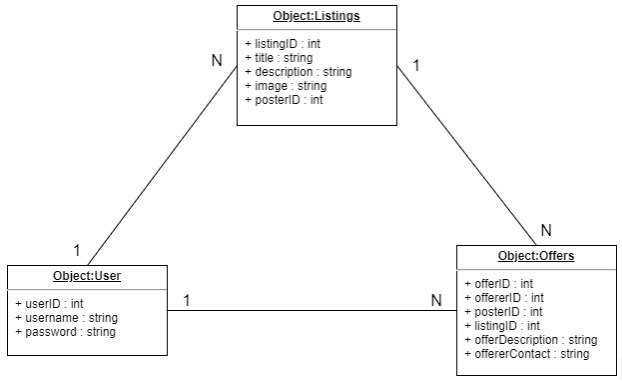 Object:Listings
+ listingID : int
+ title : string
+ description : string
+ image : string
+ posterID : int
N
1
1
N
Object:User
+ userID : int
+ username : string
+ password : string
1
N
Object:Offers
+ offerID : int
+ offererID : int
+ posterID : int
+ listingID : int
+ offerDescription : string
+ offererContact : string